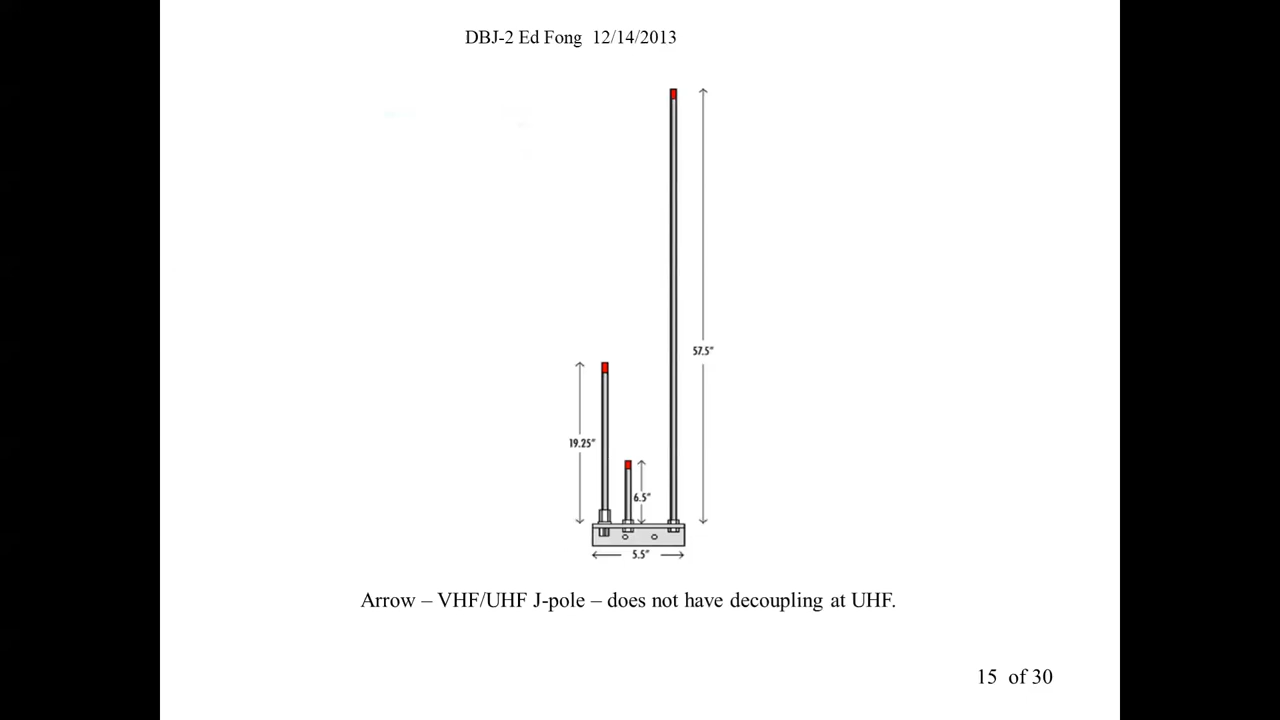 DBJ-2 Ed Fong 12/14/2013
57.5"
19.25"
6.5"
5.5"
Arrow – VHF/UHF J-pole – does not have decoupling at UHF.
15 of 30